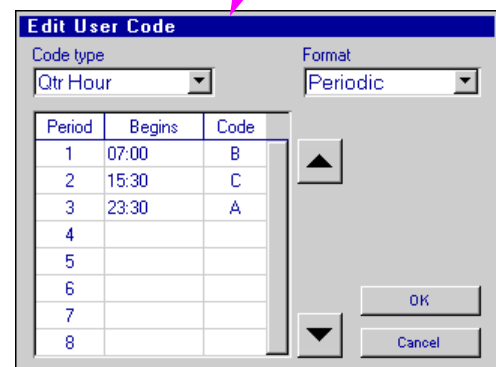 Edit User Code
Code type Format
Qtr Hour Periodic
Period Begins Code
1 07:00 B
2 15:30 C
3 23:30 A
4
5
6
7
8
OK
Cancel